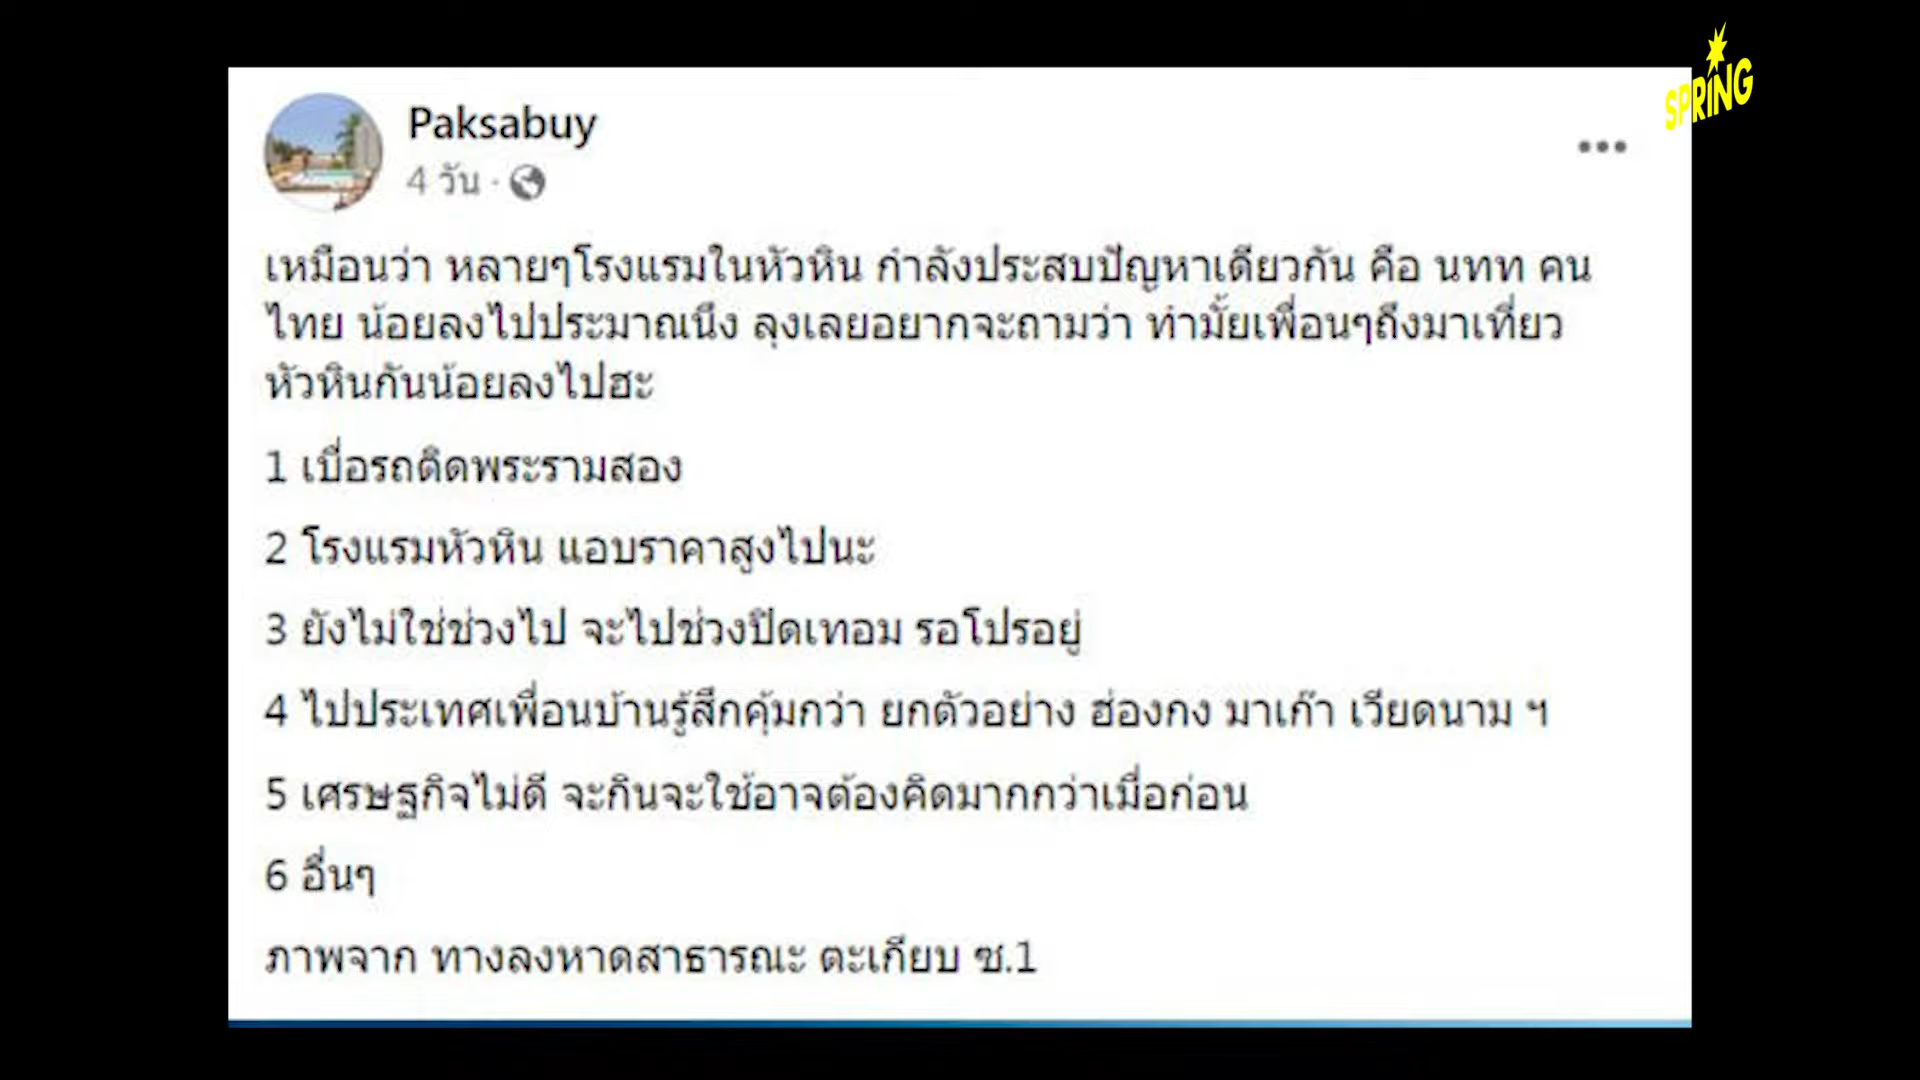 SPRING
Paksabuy
4 วัน ·
เหมือนว่า หลายๆโรงแรมในหัวหิน กำลังประสบปัญหาเดียวกัน คือ นทท คน
ไทย น้อยลงไปประมาณนึง ลุงเลยอยากจะถามว่า ทำมั้ยเพื่อนๆถึงมาเที่ยว
หัวหินกันน้อยลงไปฮะ
1 เบื่อรถติดพระรามสอง
2 โรงแรมหัวหิน แอบราคาสูงไปนะ
3 ยังไม่ใช่ช่วงไป จะไปช่วงปิดเทอม รอโปรอยู่
4 ไปประเทศเพื่อนบ้านรู้สึกคุ้มกว่า ยกตัวอย่าง ฮ่องกง มาเก๊า เวียดนาม ฯ
5 เศรษฐกิจไม่ดี จะกินจะใช้อาจต้องคิดมากกว่าเมื่อก่อน
6 อื่นๆ
ภาพจาก ทางลงหาดสาธารณะ ตะเกียบ ซ.1